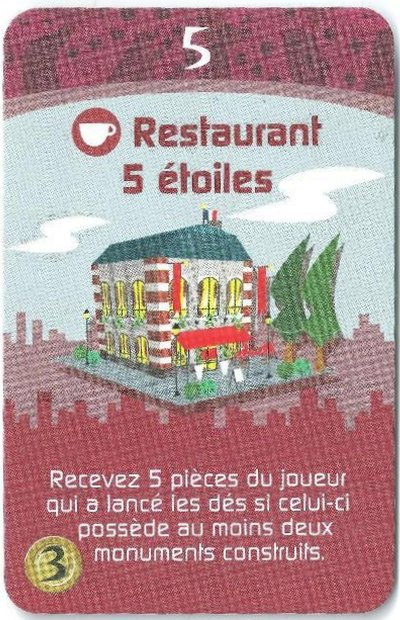 5
Restaurant
5 étoiles
Recevez 5 pièces du joueur
qui a lancé les dés si celui-ci
possède au moins deux
monuments construits.
3